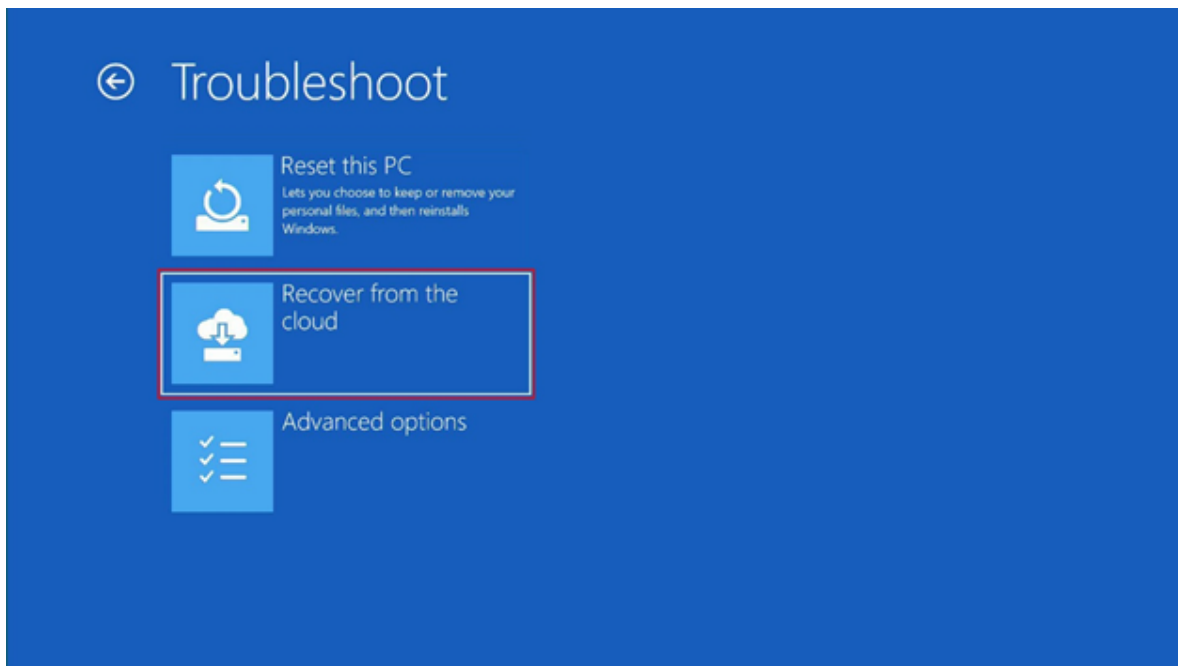 Troubleshoot
Reset this PC
Lets you choose to keep or remove your
personal files, and then reinstalls
Windows.
Recover from the
cloud
Advanced options